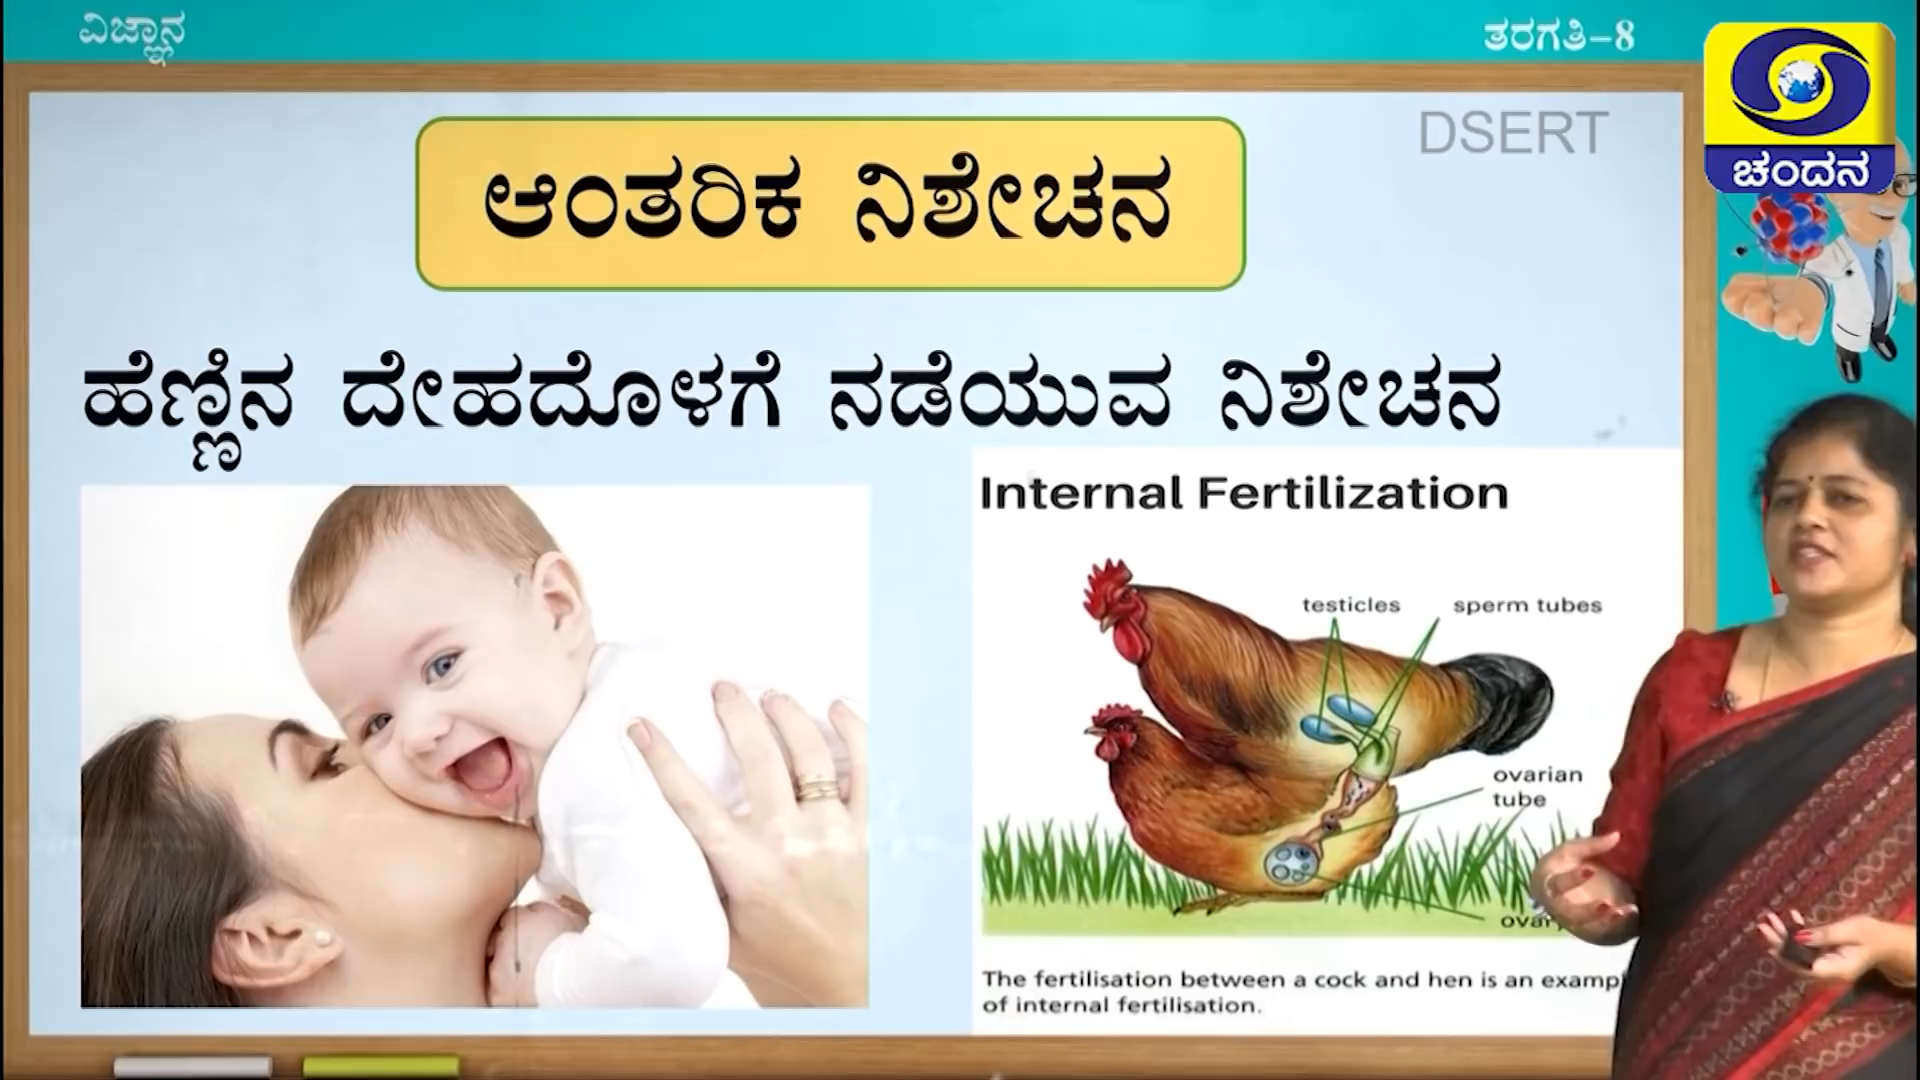 ವಿಜ್ಞಾನ
ತರಗತಿ-8
DSERT
ಚಂದನ
ಆಂತರಿಕ ನಿಶೇಚನ
ಹೆಣ್ಣಿನ ದೇಹದೊಳಗೆ ನಡೆಯುವ ನಿಶೇಚನ
Internal Fertilization
testicles
sperm tubes
ovarian
tube
The fertilisation between a cock and hen is an
of internal fertilisation.